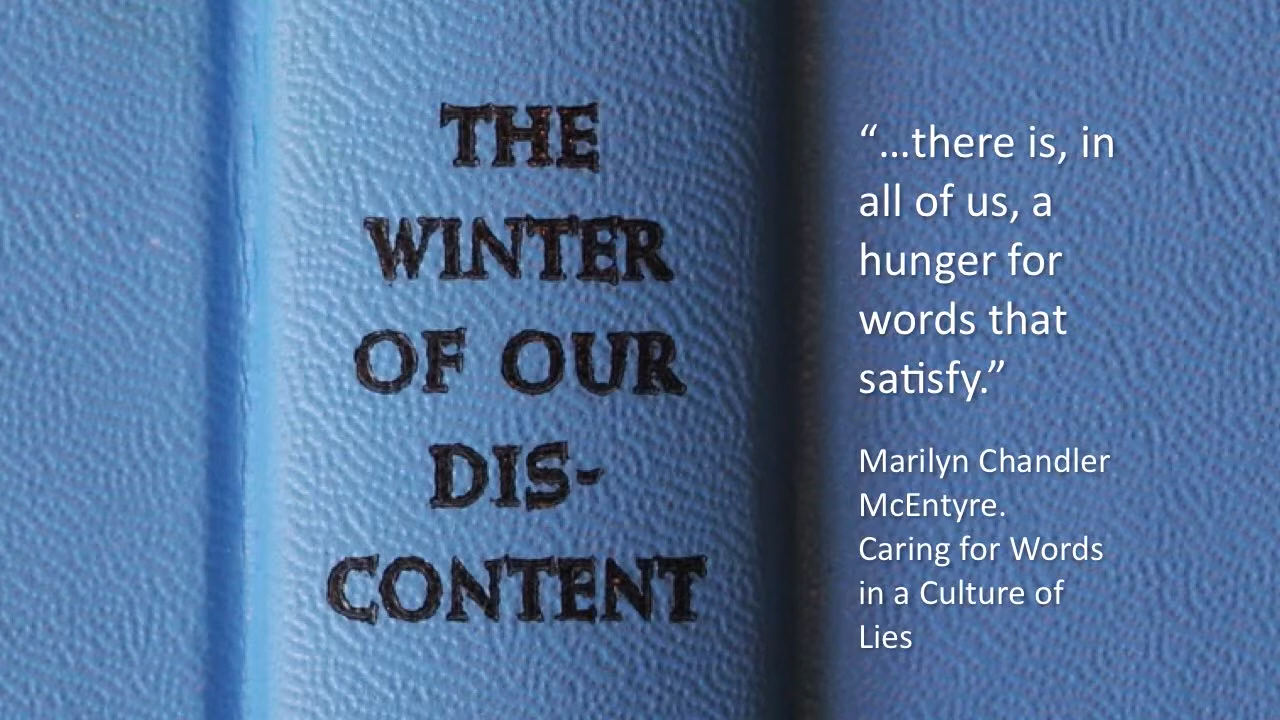 THE
WINTER
OF OUR
DIS-
CONTENT
“...there is, in
all of us, a
hunger for
words that
satisfy.”
Marilyn Chandler
McEntyre.
Caring for Words
in a Culture of
Lies